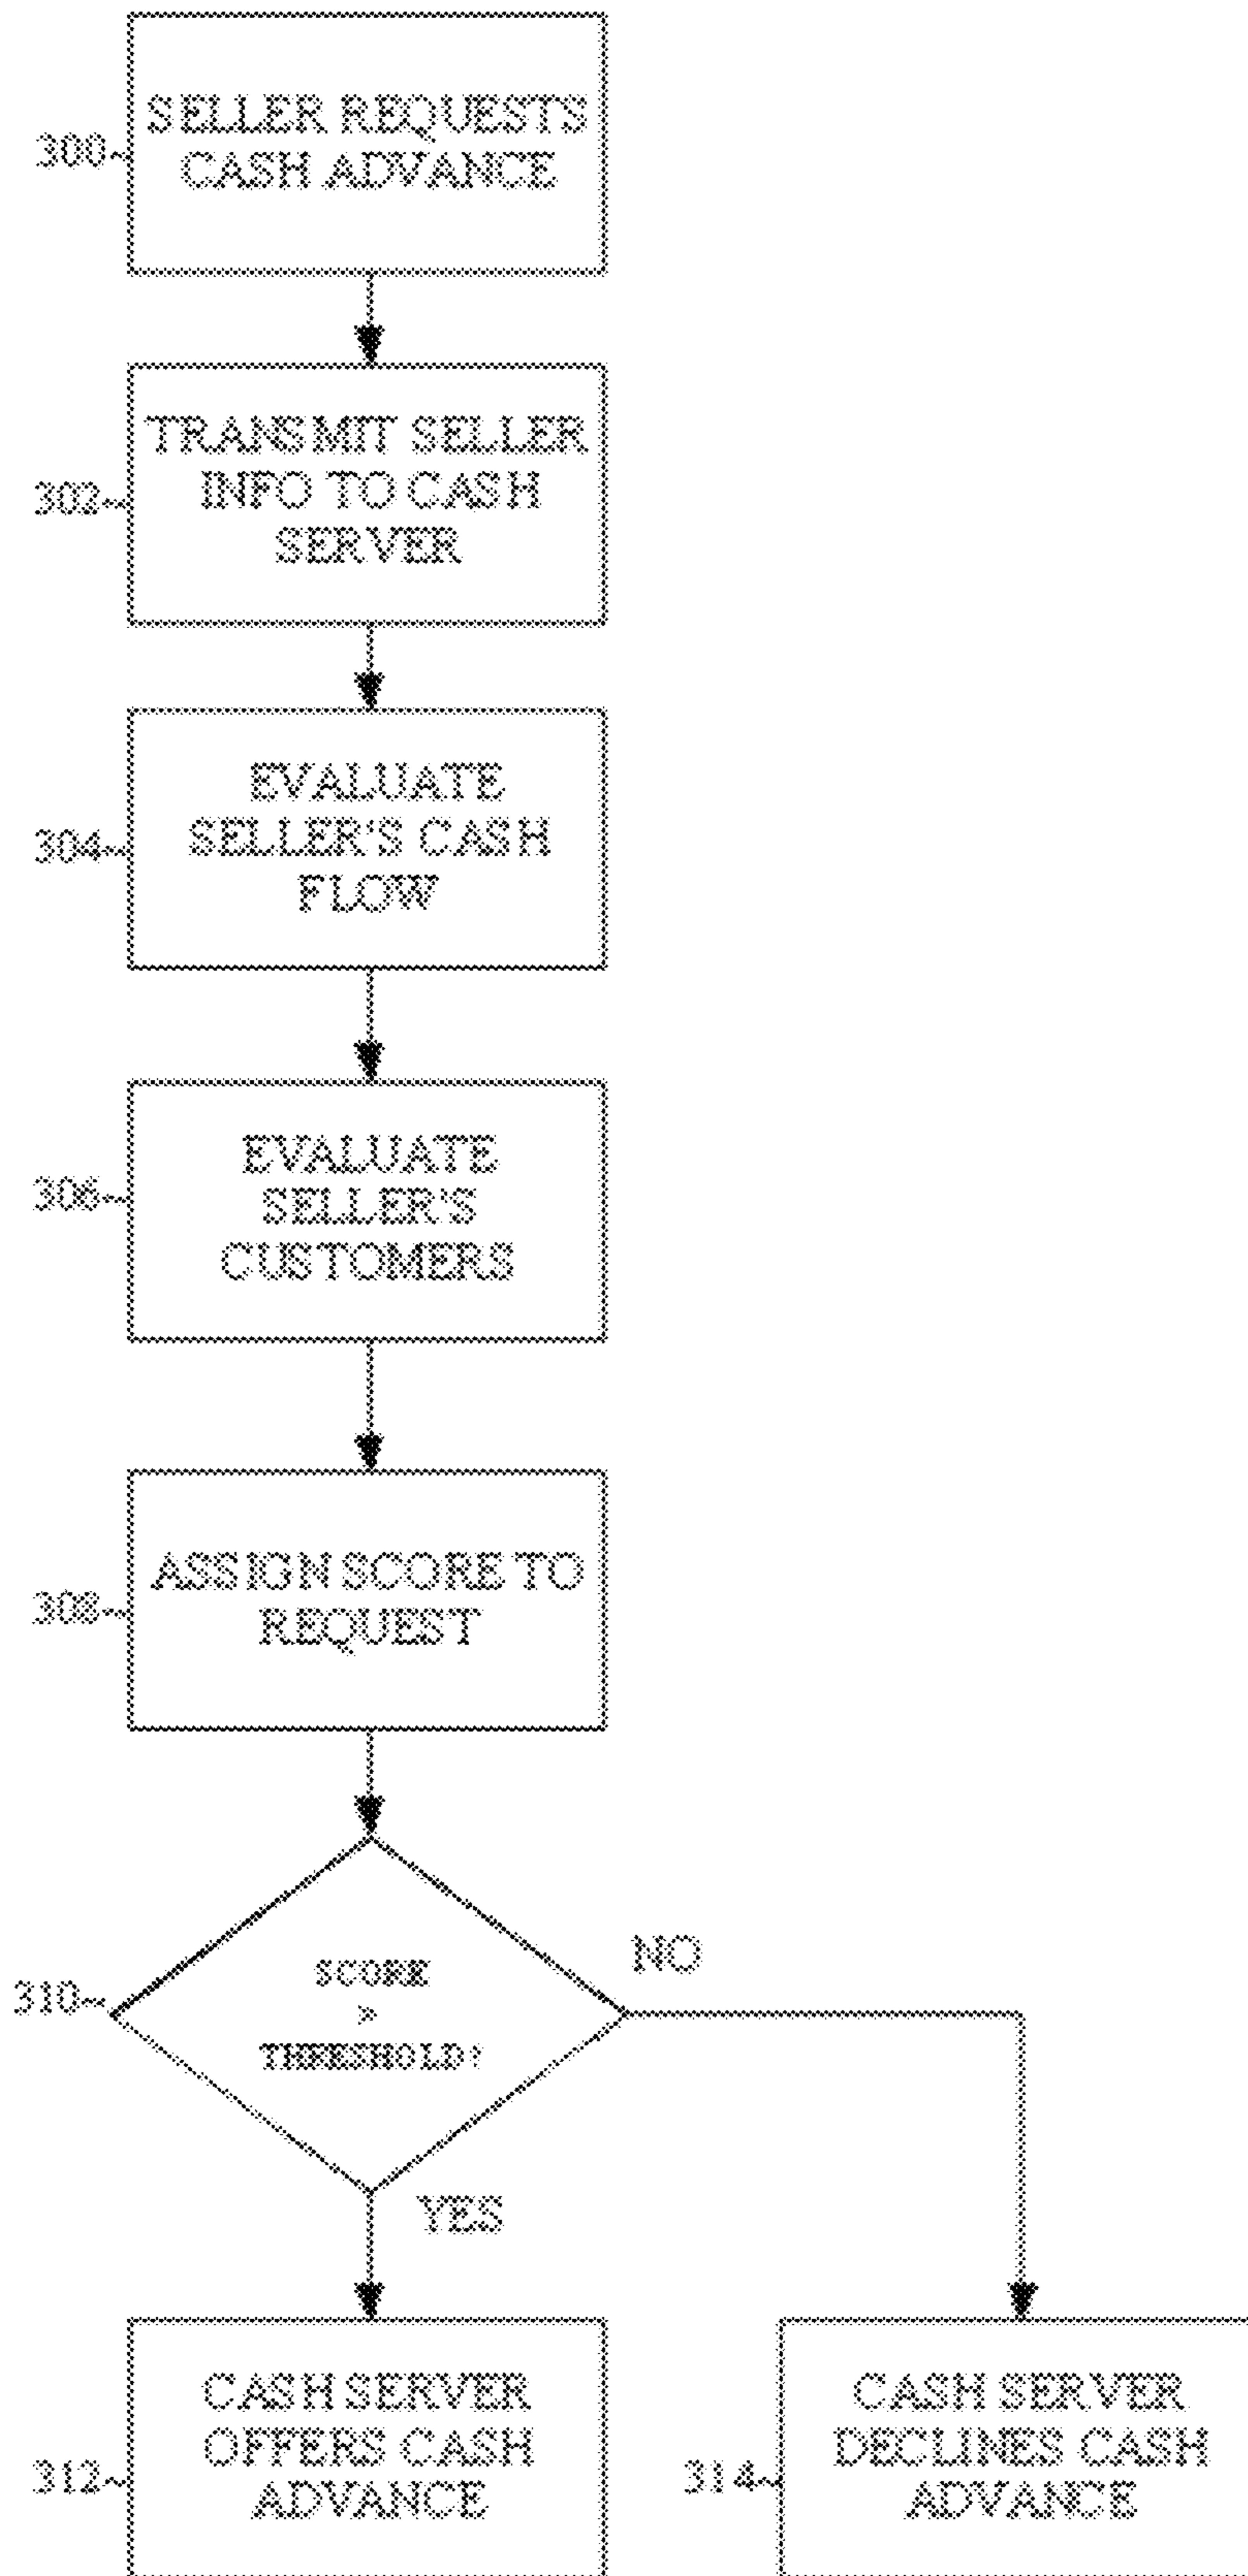 SELLER REQUESTS
CASH ADVANCE
300
TRANSMIT SELLER
INFO TO CASH
SERVER
302
EVALUATE
SELLER'S CASH
FLOW
304
EVALUATE
SELLER'S
CUSTOMERS
306
ASSIGN SCORE TO
REQUEST
308
SCORE
>
THRESHOLD?
310
NO
YES
CASH SERVER
OFFERS CASH
ADVANCE
312
CASH SERVER
DECLINES CASH
ADVANCE
314